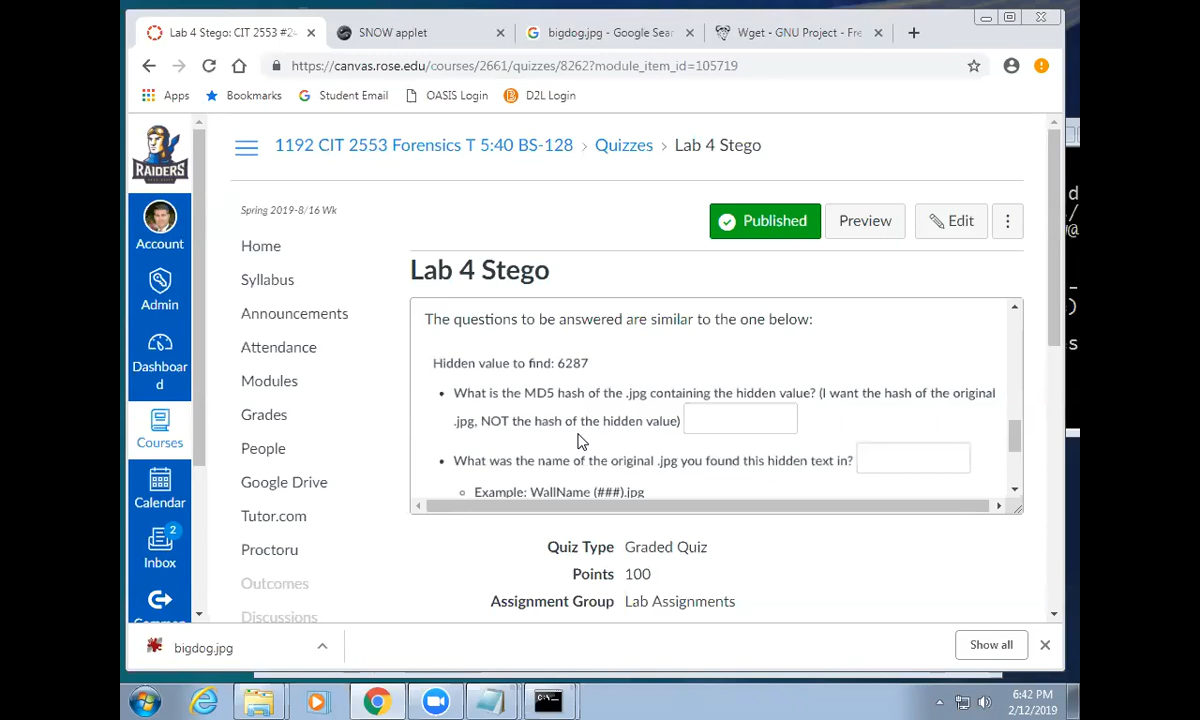 Lab 4 Stego: CIT 2553 #2
SNOW applet
bigdog.jpg - Google Sear
Wget - GNU Project - Fre
https://canvas.rose.edu/courses/2661/quizzes/8262?module_item_id=105719
Apps
Bookmarks
Student Email
OASIS Login
D2L Login
RAIDERS
1192 CIT 2553 Forensics T 5:40 BS-128 > Quizzes > Lab 4 Stego
Spring 2019-8/16 Wk
Published
Preview
Edit
Account
Admin
Dashboar
d
Courses
Calendar
2
Inbox
Home
Syllabus
Announcements
Attendance
Modules
Grades
People
Google Drive
Tutor.com
Proctoru
Outcomes
Discussions
Lab 4 Stego
The questions to be answered are similar to the one below:
Hidden value to find: 6287
• What is the MD5 hash of the .jpg containing the hidden value? (I want the hash of the original
.jpg, NOT the hash of the hidden value)
• What was the name of the original .jpg you found this hidden text in?
Example: WallName (###).jpg
Quiz Type Graded Quiz
Points 100
Assignment Group Lab Assignments
bigdog.jpg
Show all
C:\.
6:42 PM
2/12/2019